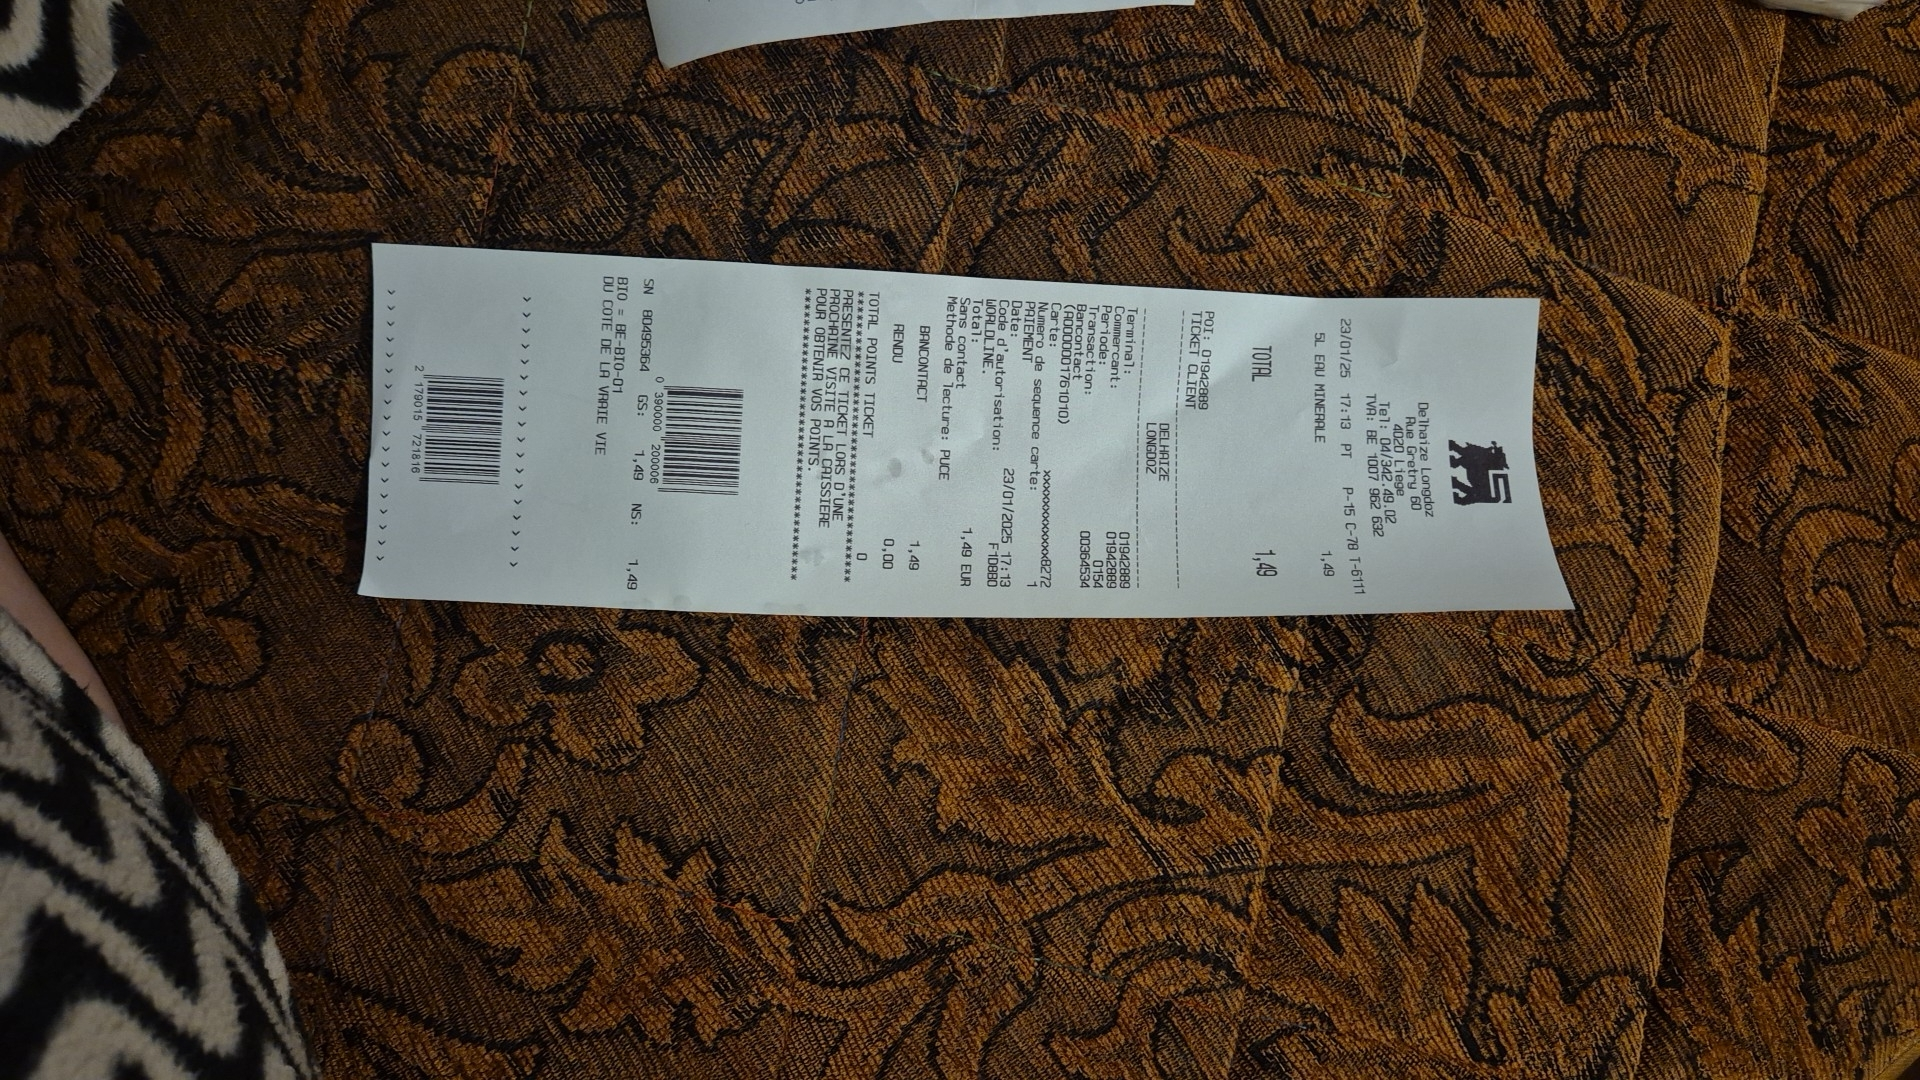 Delhaize Longdoz
Rue Gretry 60
4020 Liege
Tel: 04/342.49.02
TVA: BE 1007 962 632
23/01/25 17:13 PT P-15 C-78 T-6111
5L EAU MINERALE 1,49
TOTAL 1,49
POI: 01942889
TICKET CLIENT
DELHAIZE
LONGDOZ
Terminal: 01942889
Commercant: 01942889
Periode: 0154
Transaction: 00364534
Bancontact
(A0000001761010)
Carte: xxxxxxxxxxxxx8272
Numero de sequence carte: 1
PAIEMENT
Date: 23/01/2025 17:13
Code d'autorisation: F1D88D
WORLDLINE.
Total: 1,49 EUR
Sans contact
Methode de lecture: PUCE
BANCONTACT 1,49
RENDU 0,00
TOTAL POINTS TICKET 0
PRESENTEZ CE TICKET LORS D'UNE
PROCHAINE VISITE A LA CAISSIERE
POUR OBTENIR VOS POINTS.
0 390000 200006
SN 80495364 GS: 1,49 NS: 1,49
BIO = BE-BIO-01
DU COTE DE LA VRAIE VIE
2 179015 721816